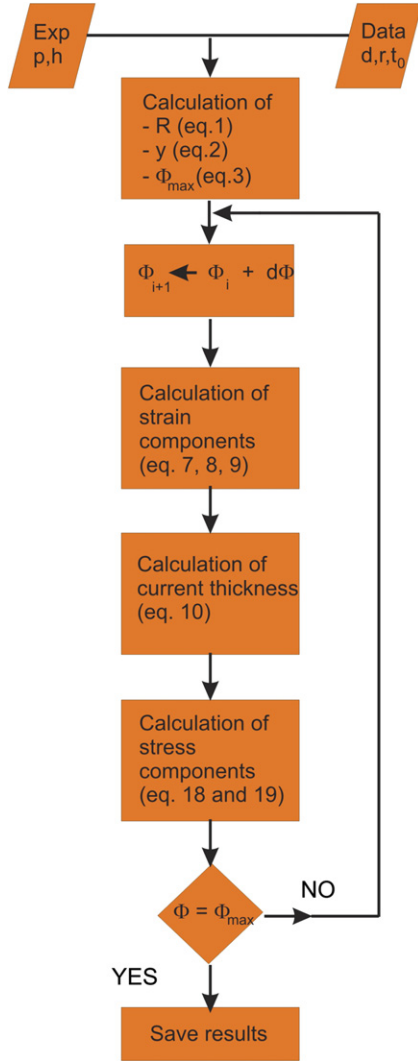 Exp
p,h
Data
d,r,t₀
Calculation of
- R (eq.1)
- y (eq.2)
- Φmax(eq.3)
Φi+1 ← Φi + dΦ
Calculation of
strain
components
(eq. 7, 8, 9)
Calculation of
current thickness
(eq. 10)
Calculation of
stress
components
(eq. 18 and 19)
Φ = Φmax
NO
YES
Save results